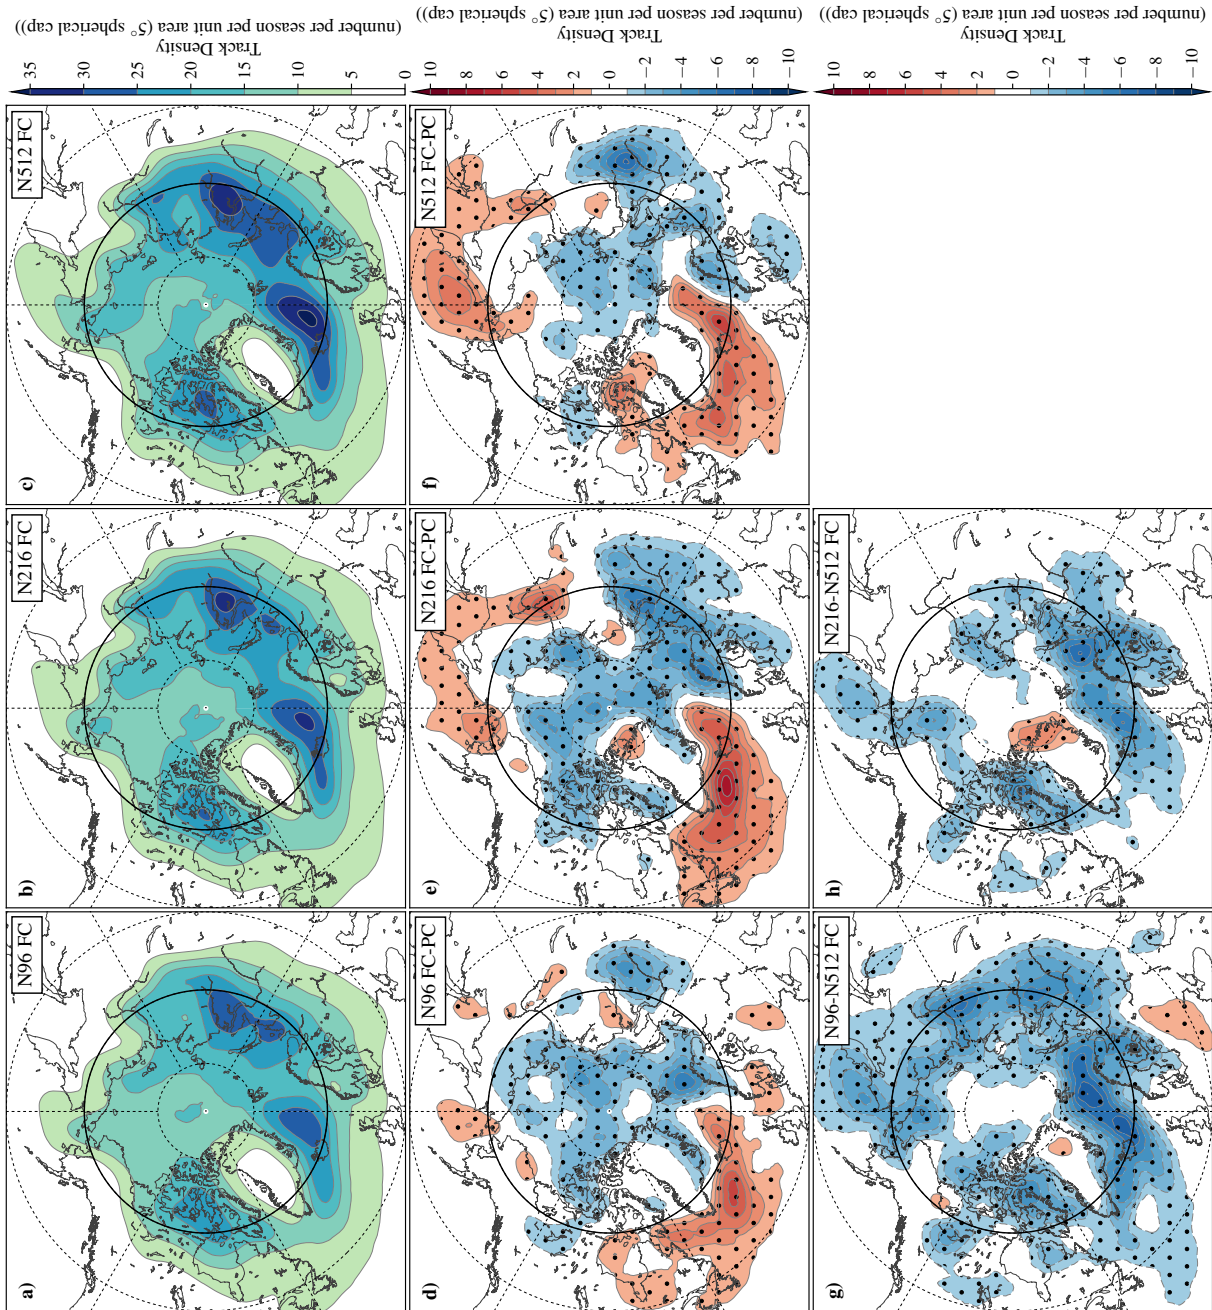 a)
N96 FC
b)
N216 FC
c)
N512 FC
35
30
25
20
15
10
5
0
Track Density
(number per season per unit area (5° spherical cap))
d)
N96 FC-PC
e)
N216 FC-PC
f)
N512 FC-PC
10
8
6
4
2
0
−2
−4
−6
−8
−10
Track Density
(number per season per unit area (5° spherical cap))
g)
N96-N512 FC
h)
N216-N512 FC
10
8
6
4
2
0
−2
−4
−6
−8
−10
Track Density
(number per season per unit area (5° spherical cap))